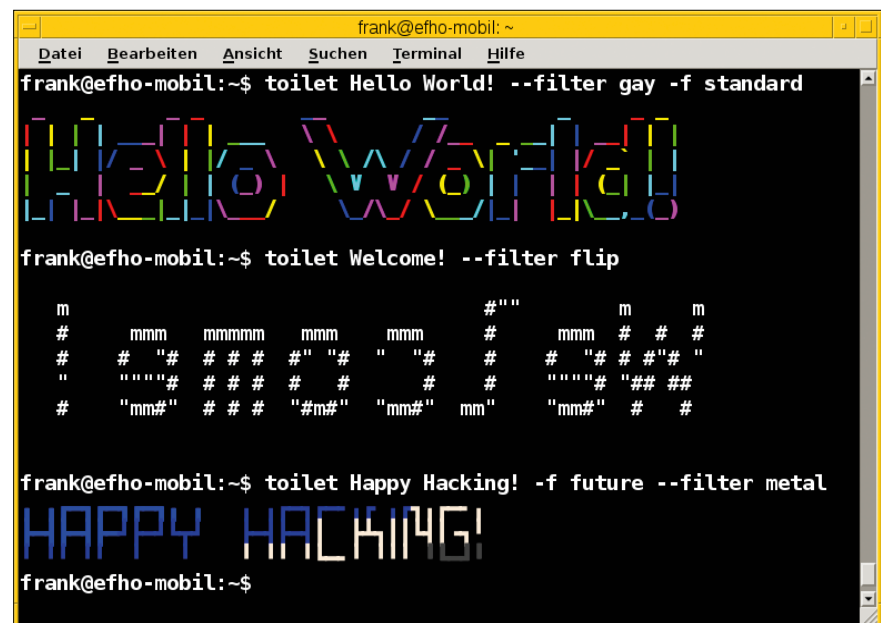 frank@efho-mobil: ~
Datei Bearbeiten Ansicht Suchen Terminal Hilfe
frank@efho-mobil:~$ toilet Hello World! --filter gay -f standard
Hello World!
frank@efho-mobil:~$ toilet Welcome! --filter flip
!emocleW
frank@efho-mobil:~$ toilet Happy Hacking! -f future --filter metal
HAPPY HACKING!
frank@efho-mobil:~$